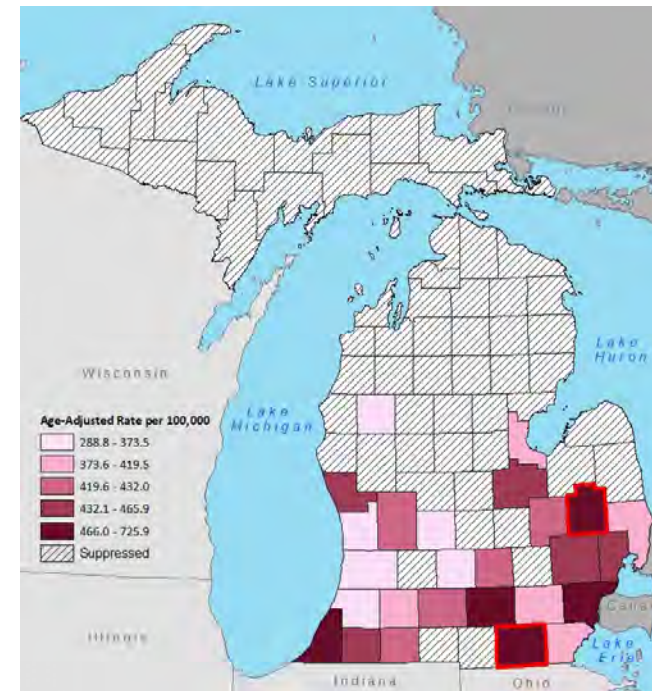 Lake Superior
Canada
Lake
Huron
Wisconsin
Lake
Michigan
Age-Adjusted Rate per 100,000
288.8 - 373.5
373.6 - 419.5
419.6 - 432.0
432.1 - 465.9
466.0 - 725.9
Suppressed
Canada
Illinois
Lake
Erie
Indiana
Ohio